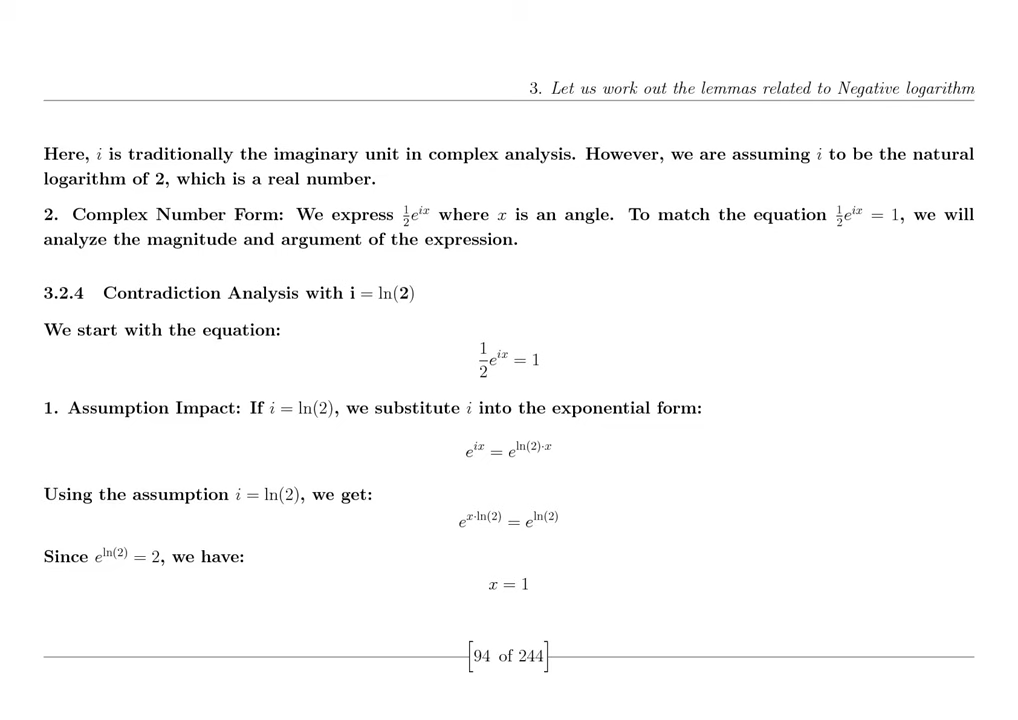 3. Let us work out the lemmas related to Negative logarithm
Here, i is traditionally the imaginary unit in complex analysis. However, we are assuming i to be the natural
logarithm of 2, which is a real number.
2. Complex Number Form: We express \frac{1}{2}e^{ix} where x is an angle. To match the equation \frac{1}{2}e^{ix} = 1, we will
analyze the magnitude and argument of the expression.
3.2.4 Contradiction Analysis with i = ln(2)
We start with the equation:
\frac{1}{2}e^{ix} = 1
1. Assumption Impact: If i = ln(2), we substitute i into the exponential form:
e^{ix} = e^{ln(2)·x}
Using the assumption i = ln(2), we get:
e^{x·ln(2)} = e^{ln(2)}
Since e^{ln(2)} = 2, we have:
x = 1
[94 of 244]